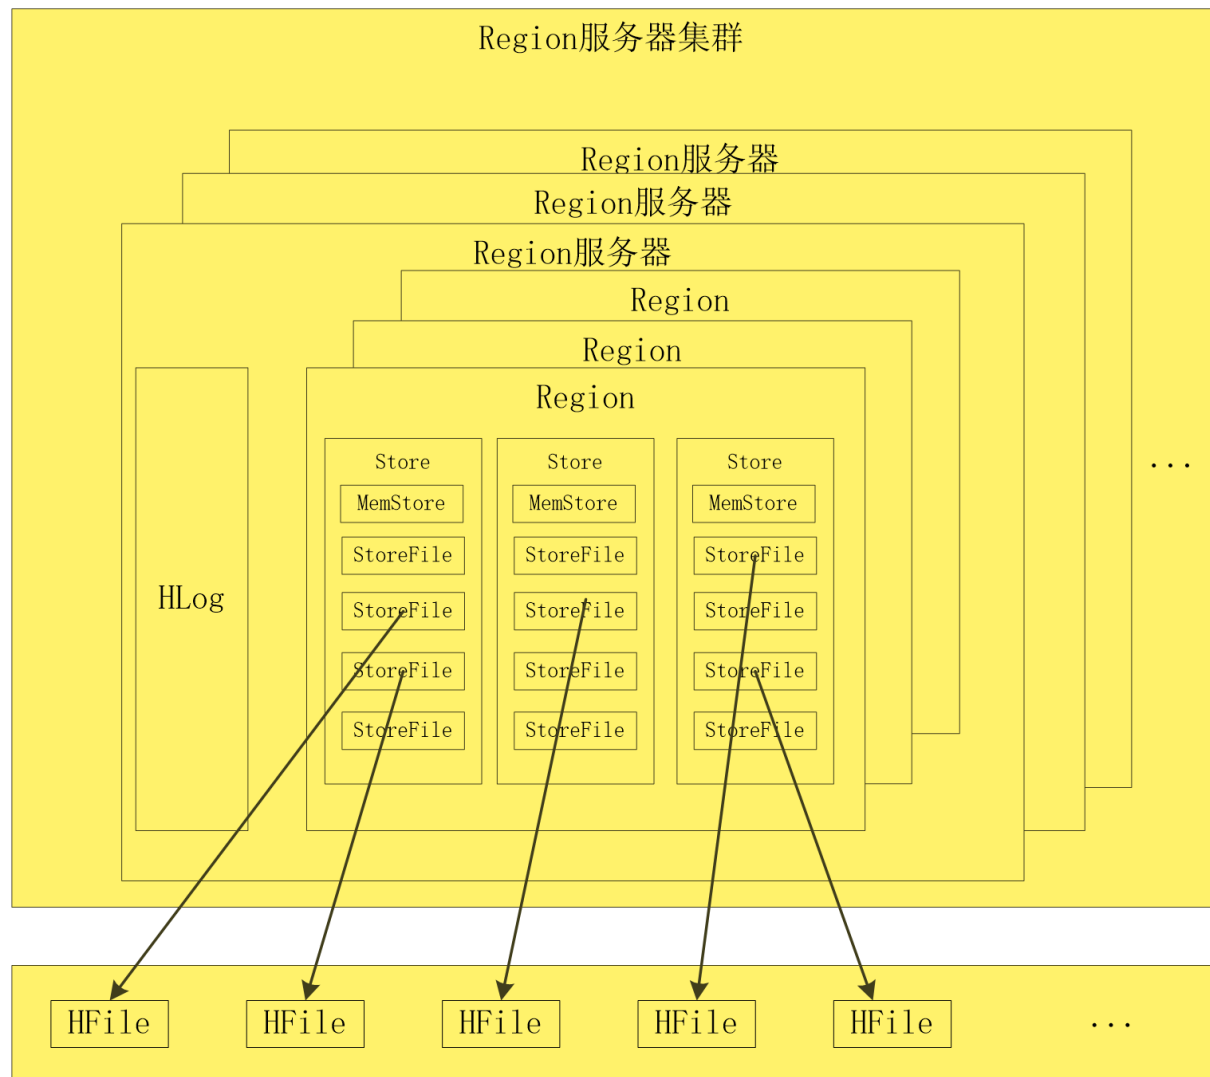 Region服务器集群
Region服务器
Region服务器
Region服务器
Region
Region
Region
Store Store Store
MemStore MemStore MemStore
...
StoreFile StoreFile StoreFile
HLog
StoreFile StoreFile StoreFile
StoreFile StoreFile StoreFile
StoreFile StoreFile StoreFile
HFile HFile HFile HFile HFile ...